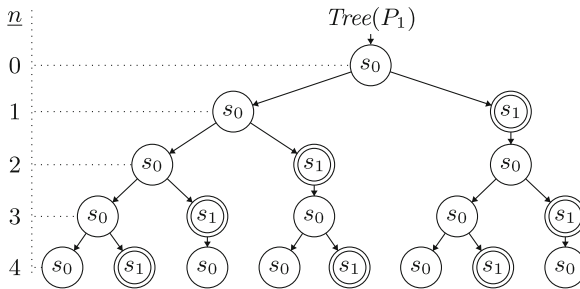 n Tree(P₁)
0 s₀
1 s₀ s₁
2 s₀ s₁ s₀
3 s₀ s₁ s₀ s₀ s₁
4 s₀ s₁ s₀ s₀ s₁ s₀ s₁ s₀